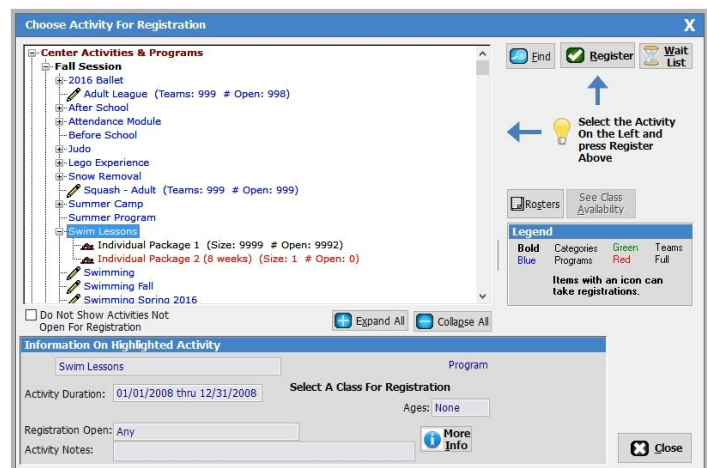 Choose Activity For Registration X
Center Activities & Programs
Fall Session
2016 Ballet
Adult League (Teams: 999 # Open: 998)
After School
Attendance Module
Before School
Judo
Lego Experience
Snow Removal
Squash - Adult (Teams: 999 # Open: 999)
Summer Camp
Summer Program
Swim Lessons
Individual Package 1 (Size: 9999 # Open: 9992)
Individual Package 2 (8 weeks) (Size: 1 # Open: 0)
Swimming
Swimming Fall
Swimming Spring 2016
Do Not Show Activities Not
Open For Registration
Expand All
Collapse All
Find
Register
Wait
List
Select the Activity
On the Left and
press Register
Above
Rosters
See Class
Availability
Legend
Bold Categories Green Teams
Blue Programs Red Full
Items with an icon can
take registrations.
Information On Highlighted Activity
Swim Lessons Program
Activity Duration: 01/01/2008 thru 12/31/2008
Select A Class For Registration
Ages: None
Registration Open: Any
Activity Notes:
More
Info
Close